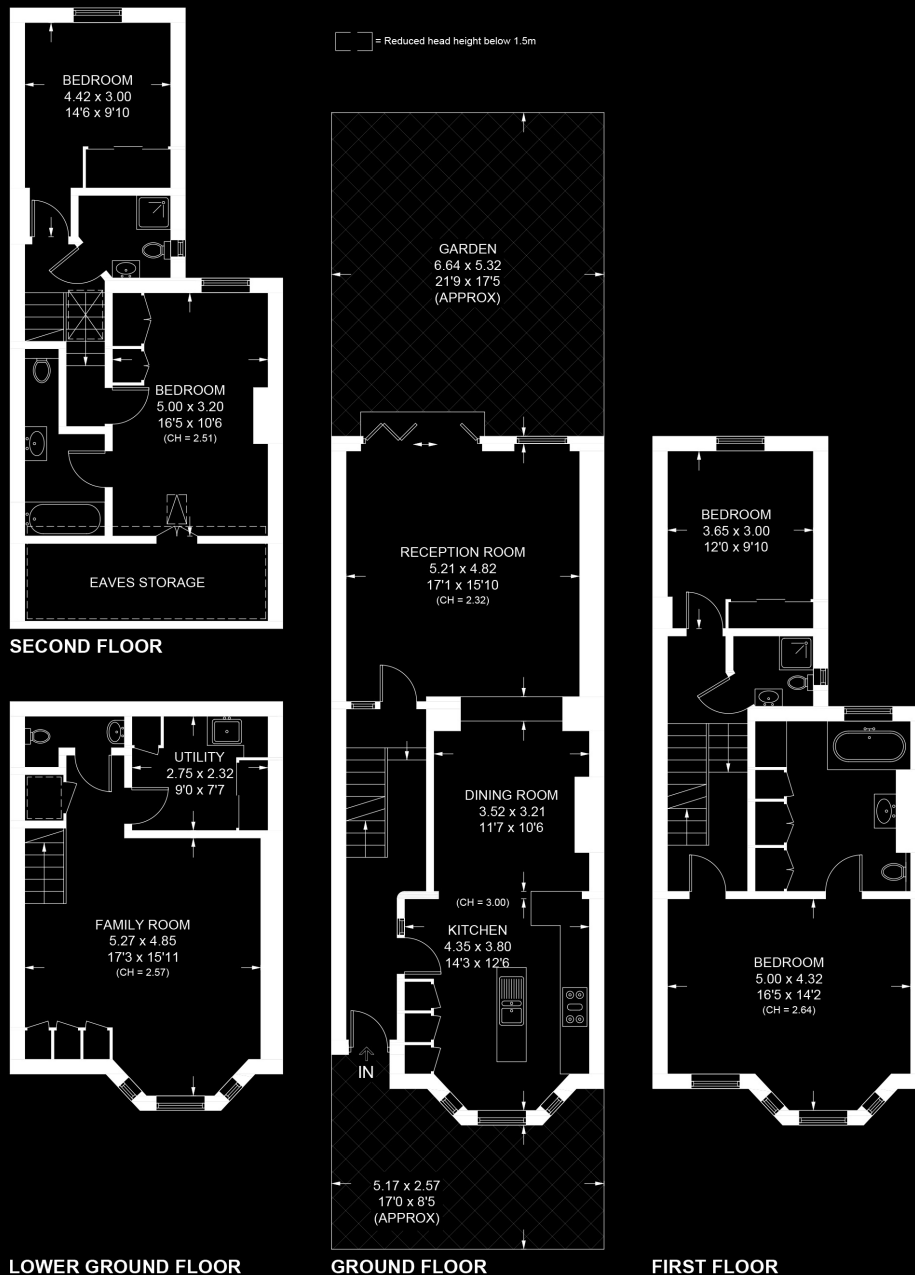 = Reduced head height below 1.5m
BEDROOM
4.42 x 3.00
14'6 x 9'10
BEDROOM
5.00 x 3.20
16'5 x 10'6
(CH = 2.51)
EAVES STORAGE
SECOND FLOOR
UTILITY
2.75 x 2.32
9'0 x 7'7
FAMILY ROOM
5.27 x 4.85
17'3 x 15'11
(CH = 2.57)
LOWER GROUND FLOOR
GARDEN
6.64 x 5.32
21'9 x 17'5
(APPROX)
RECEPTION ROOM
5.21 x 4.82
17'1 x 15'10
(CH = 2.32)
DINING ROOM
3.52 x 3.21
11'7 x 10'6
(CH = 3.00)
KITCHEN
4.35 x 3.80
14'3 x 12'6
IN
5.17 x 2.57
17'0 x 8'5
(APPROX)
GROUND FLOOR
BEDROOM
3.65 x 3.00
12'0 x 9'10
BEDROOM
5.00 x 4.32
16'5 x 14'2
(CH = 2.64)
FIRST FLOOR